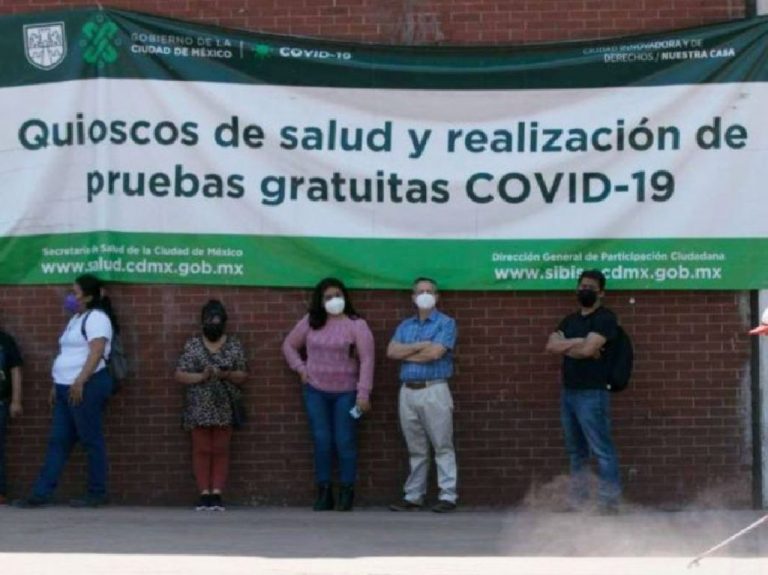 GOBIERNO DE LA
CIUDAD DE MÉXICO
COVID-19
CIUDAD INNOVADORA Y DE
DERECHOS / NUESTRA CASA
Quioscos de salud y realización de
pruebas gratuitas COVID-19
Secretaría de Salud de la Ciudad de México
www.salud.cdmx.gob.mx
Dirección General de Participación Ciudadana
cdmx.gob.mx